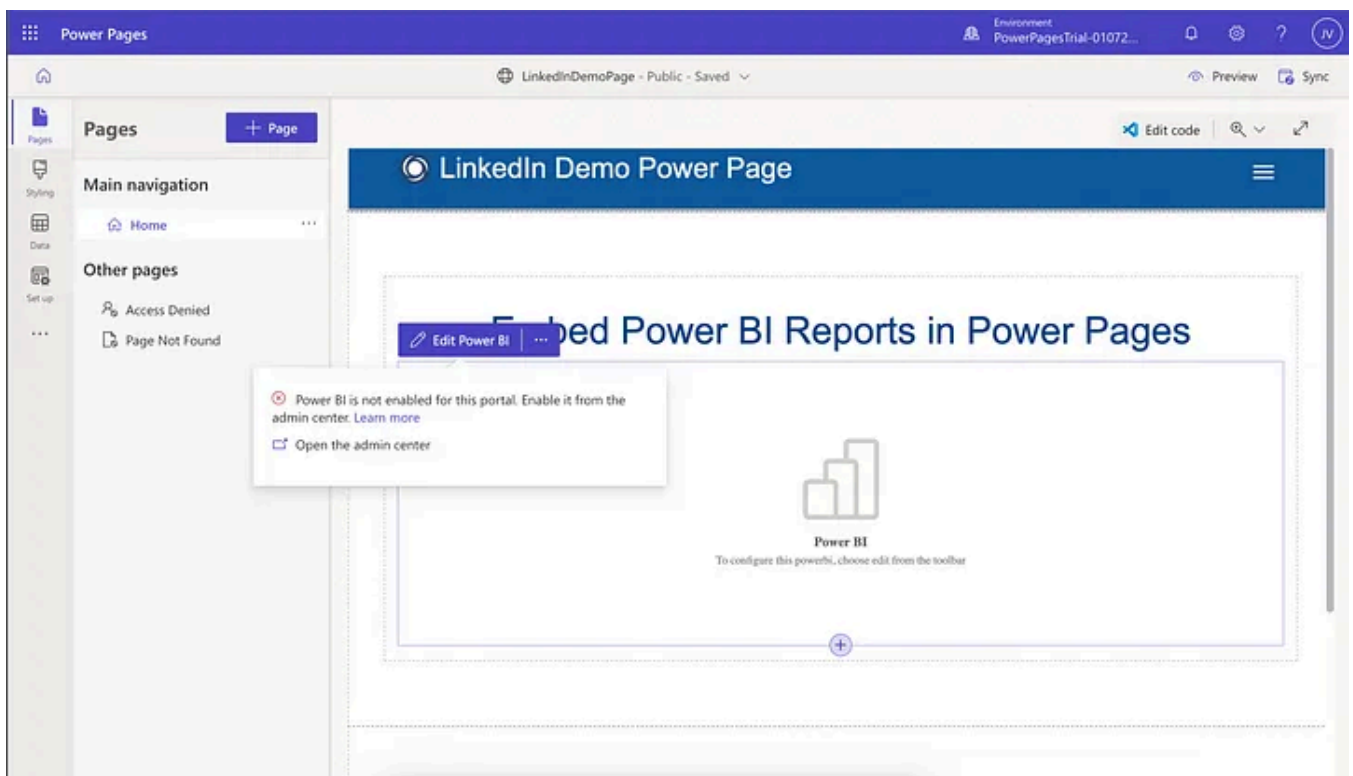 Power Pages
Environment
PowerPagesTrial-01072...
?
JV
LinkedInDemoPage - Public - Saved
Preview
Sync
Pages
Styling
Data
Set up
...
Pages
+ Page
Main navigation
Home
...
Other pages
Access Denied
Page Not Found
Edit code
LinkedIn Demo Power Page
bed Power BI Reports in Power Pages
Edit Power BI
...
Power BI is not enabled for this portal. Enable it from the
admin center. Learn more
Open the admin center
Power BI
To configure this powerbi, choose edit from the toolbar